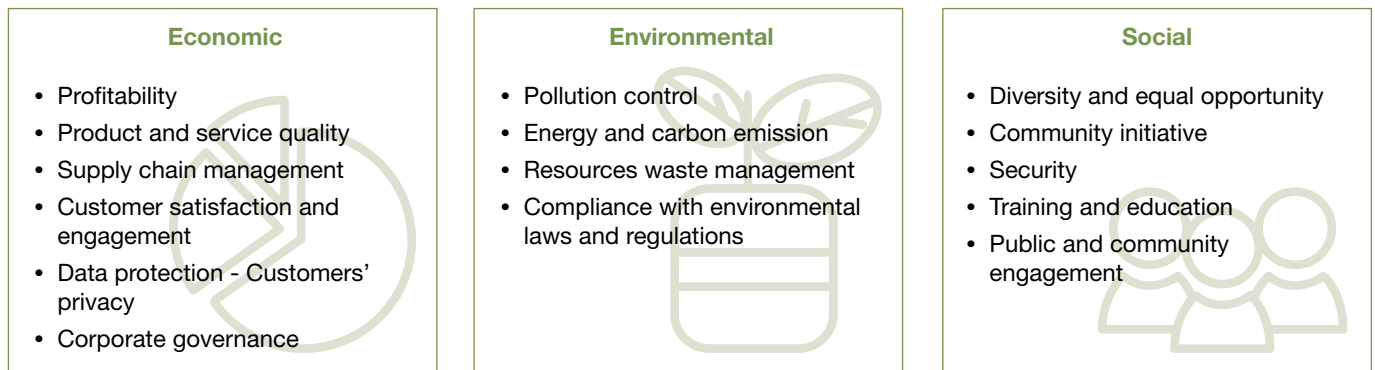 Economic
• Profitability
• Product and service quality
• Supply chain management
• Customer satisfaction and
engagement
• Data protection - Customers’
privacy
• Corporate governance
Environmental
• Pollution control
• Energy and carbon emission
• Resources waste management
• Compliance with environmental
laws and regulations
Social
• Diversity and equal opportunity
• Community initiative
• Security
• Training and education
• Public and community
engagement